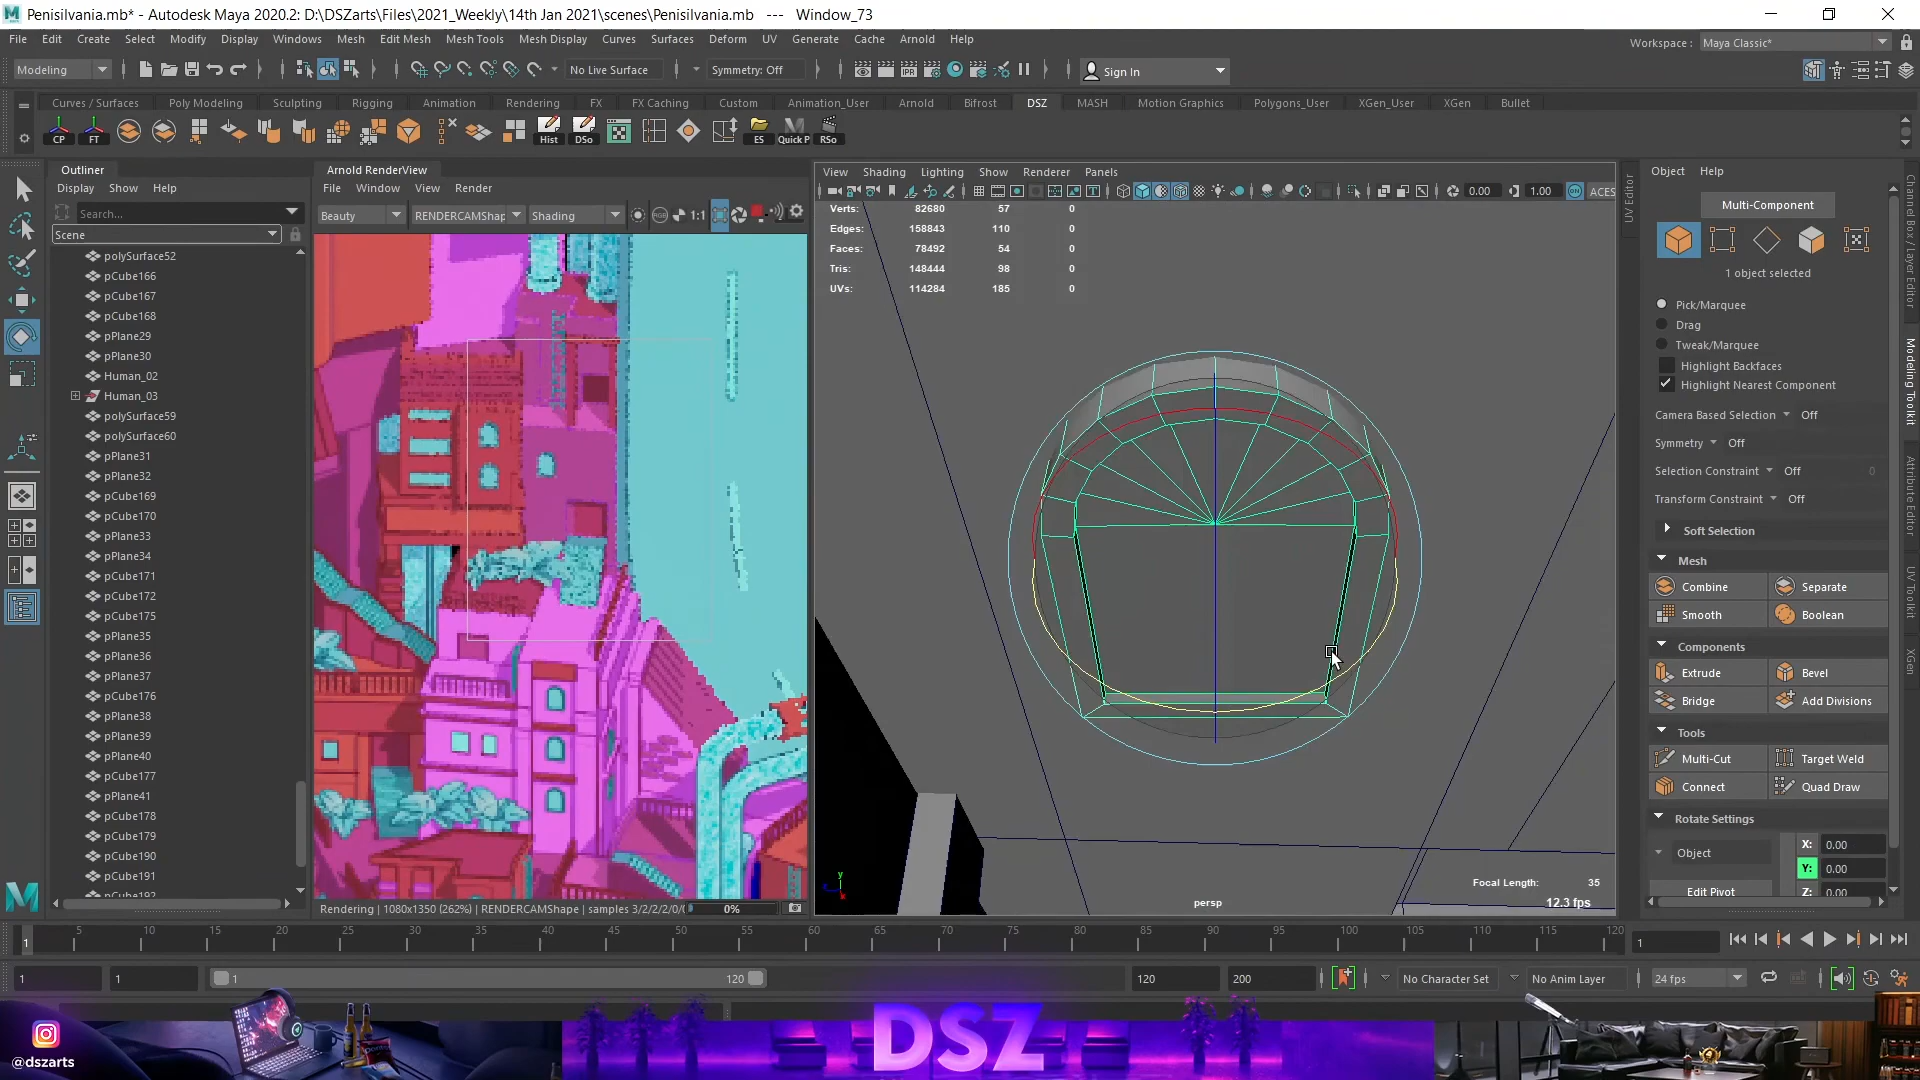 Penisilvania.mb* - Autodesk Maya 2020.2: D:\DSZarts\Files\2021_Weekly\14th Jan 2021\scenes\Penisilvania.mb   ---   Window_73
File Edit Create Select Modify Display Windows Mesh Edit Mesh Mesh Tools Mesh Display Curves Surfaces Deform UV Generate Cache Arnold Help
Workspace : Maya Classic*
Modeling
No Live Surface
Symmetry: Off
Sign In
Curves / Surfaces Poly Modeling Sculpting Rigging Animation Rendering FX FX Caching Custom Animation_User Arnold Bifrost DSZ MASH Motion Graphics Polygons_User XGen_User XGen Bullet
CP FT Hist DSo ES Quick P RSo
Outliner
Display Show Help
Search...
Scene
polySurface52
pCube166
pCube167
pCube168
pPlane29
pPlane30
Human_02
Human_03
polySurface59
polySurface60
pPlane31
pPlane32
pCube169
pCube170
pPlane33
pPlane34
pCube171
pCube172
pCube175
pPlane35
pPlane36
pPlane37
pCube176
pPlane38
pPlane39
pPlane40
pCube177
pPlane41
pCube178
pCube179
pCube190
pCube191
pCube192
Arnold RenderView
File Window View Render
Beauty RENDERCAMShap Shading 1:1
Rendering | 1080x1350 (262%) | RENDERCAMShape | samples 3/2/2/2/0/0 0%
View Shading Lighting Show Renderer Panels
0.00 1.00 ON ACES
Verts: 82680 57 0
Edges: 158843 110 0
Faces: 78492 54 0
Tris: 148444 98 0
UVs: 114284 185 0
y
persp
Focal Length: 35
12.3 fps
UV Editor
Object Help
Multi-Component
1 object selected
Pick/Marquee
Drag
Tweak/Marquee
Highlight Backfaces
Highlight Nearest Component
Camera Based Selection Off
Symmetry Off
Selection Constraint Off 0
Transform Constraint Off
Soft Selection
Mesh
Combine Separate
Smooth Boolean
Components
Extrude Bevel
Bridge Add Divisions
Tools
Multi-Cut Target Weld
Connect Quad Draw
Rotate Settings
Object X: 0.00
Y: 0.00
Edit Pivot Z: 0.00
Channel Box / Layer Editor
Modeling Toolkit
Attribute Editor
UV Toolkit
XGen
1 5 10 15 20 25 30 35 40 45 50 55 60 65 70 75 80 85 90 95 100 105 110 115 120 1
1 1 1 120 120 200 No Character Set No Anim Layer 24 fps
DSZ
@dszarts